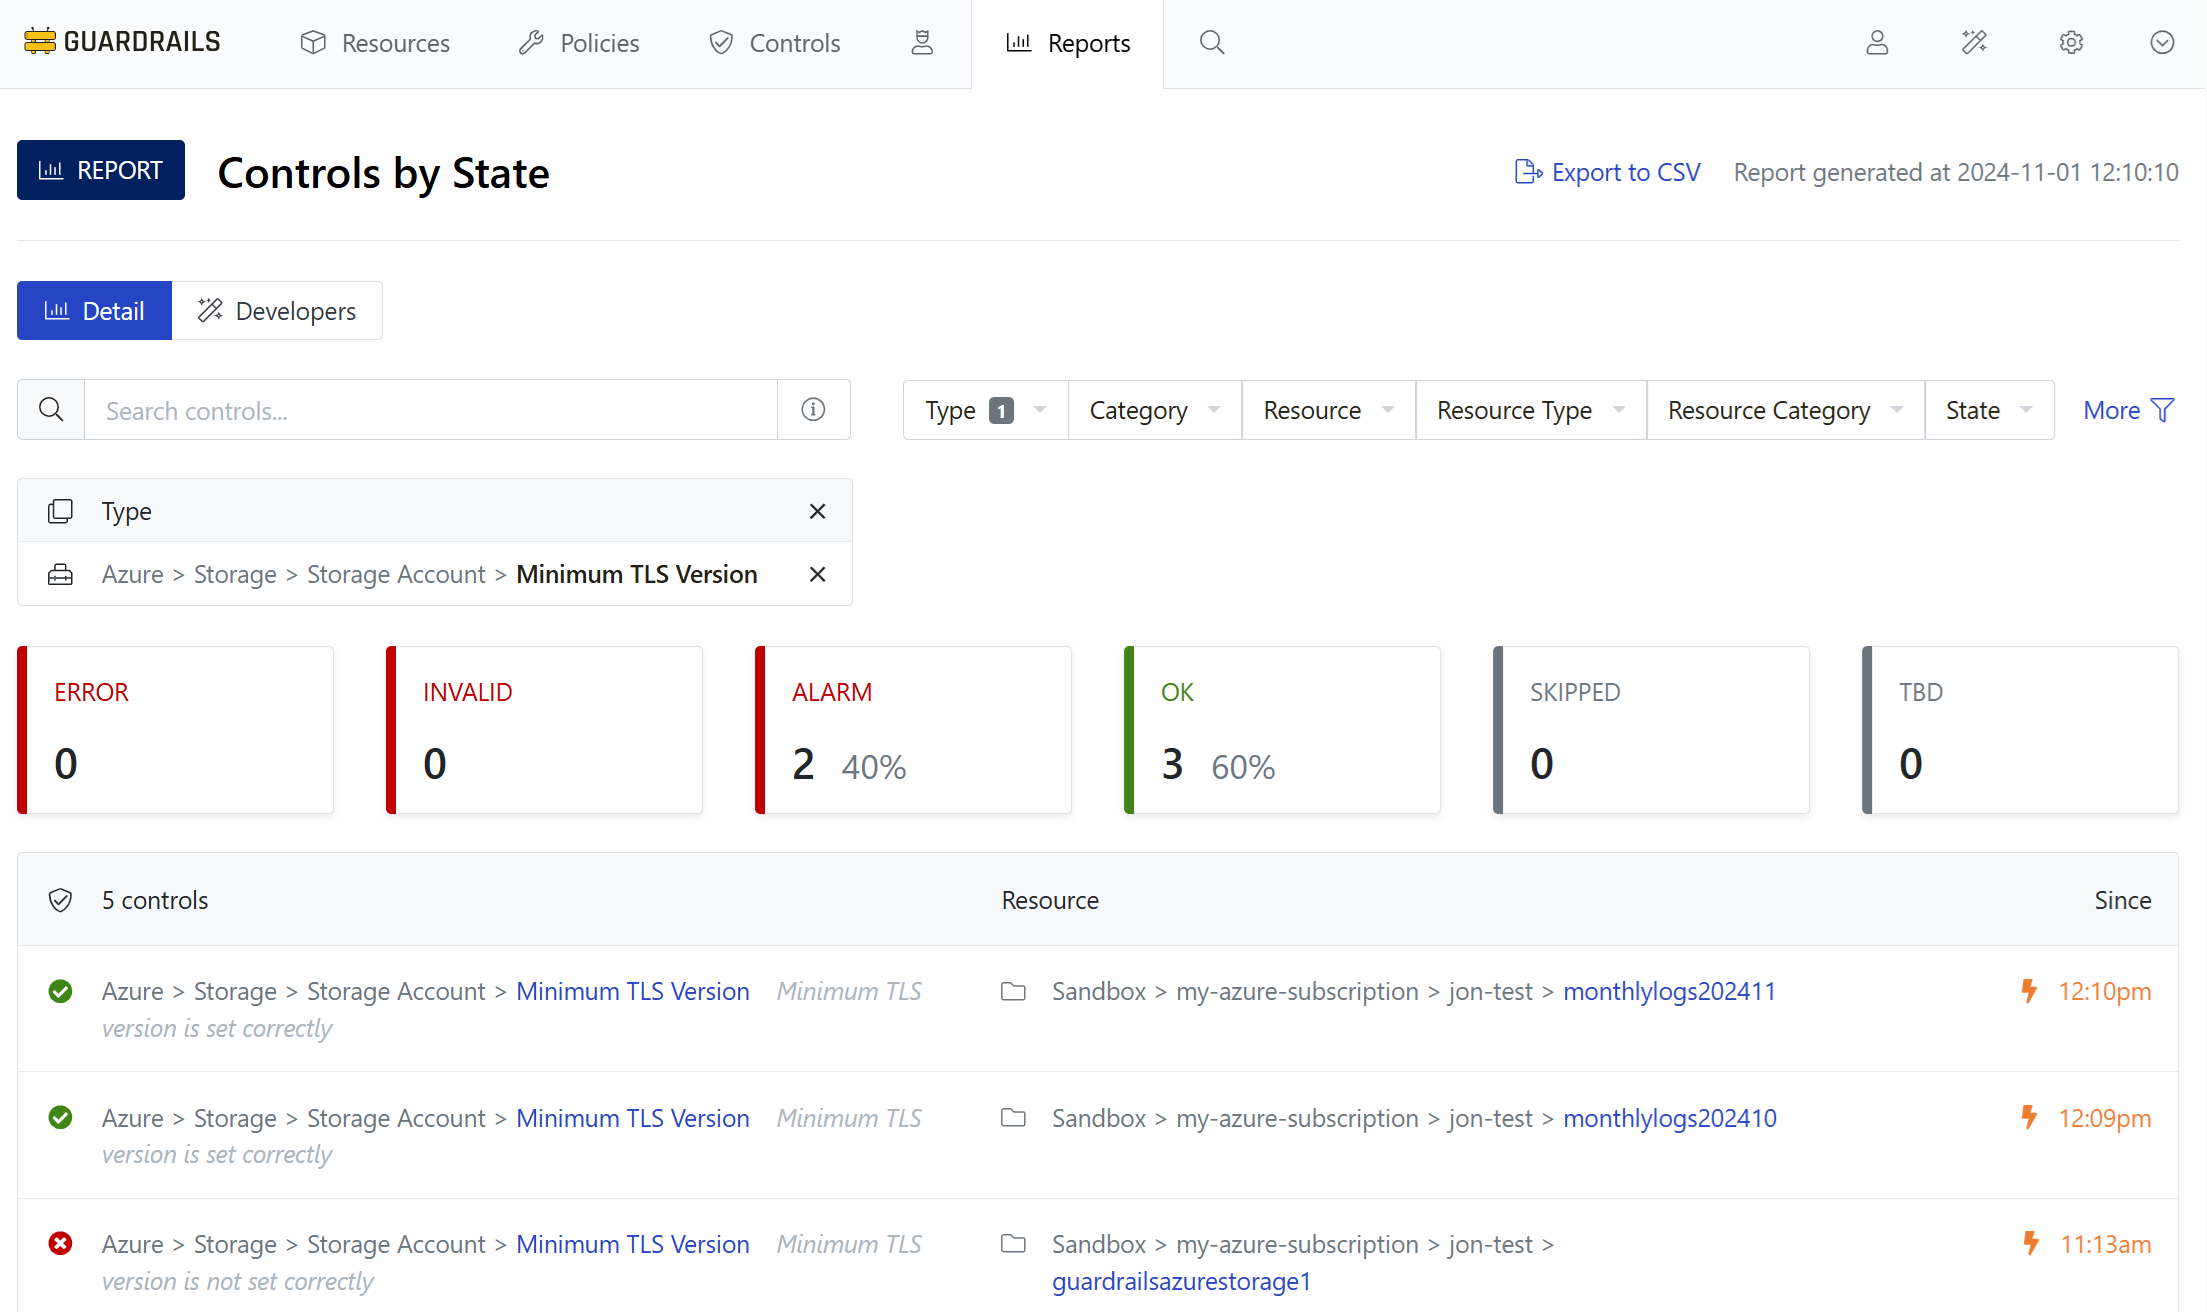 GUARDRAILS Resources Policies Controls Reports
REPORT Controls by State Export to CSV Report generated at 2024-11-01 12:10:10
Detail Developers
Search controls... Type 1 Category Resource Resource Type Resource Category State More
Type
Azure > Storage > Storage Account > Minimum TLS Version
ERROR INVALID ALARM OK SKIPPED TBD
0 0 2 40% 3 60% 0 0
5 controls Resource Since
Azure > Storage > Storage Account > Minimum TLS Version Minimum TLS Sandbox > my-azure-subscription > jon-test > monthlylogs202411 12:10pm
version is set correctly
Azure > Storage > Storage Account > Minimum TLS Version Minimum TLS Sandbox > my-azure-subscription > jon-test > monthlylogs202410 12:09pm
version is set correctly
Azure > Storage > Storage Account > Minimum TLS Version Minimum TLS Sandbox > my-azure-subscription > jon-test > 11:13am
version is not set correctly guardrailsazurestorage1